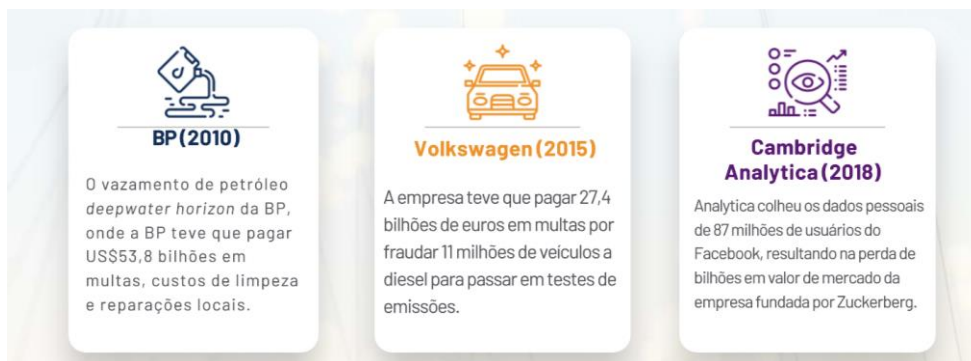 BP (2010)
O vazamento de petróleo
deepwater horizon da BP,
onde a BP teve que pagar
US$53,8 bilhões em
multas, custos de limpeza
e reparações locais.
Volkswagen (2015)
A empresa teve que pagar 27,4
bilhões de euros em multas por
fraudar 11 milhões de veículos a
diesel para passar em testes de
emissões.
Cambridge
Analytica (2018)
Analytica colheu os dados pessoais
de 87 milhões de usuários do
Facebook, resultando na perda de
bilhões em valor de mercado da
empresa fundada por Zuckerberg.